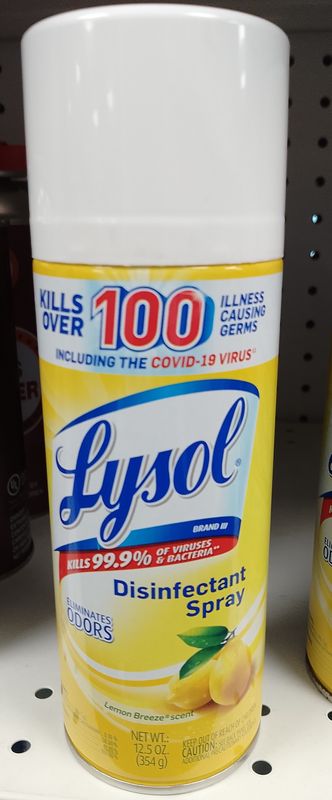 KILLS OVER 100 ILLNESS CAUSING GERMS
INCLUDING THE COVID-19 VIRUS
Lysol®
BRAND III
KILLS 99.9% OF VIRUSES & BACTERIA**
Disinfectant
Spray
ELIMINATES
ODORS
Lemon Breeze® scent
NET WT.:
12.5 OZ.
(354 g)
KEEP OUT OF REACH OF
CAUTION:
ER